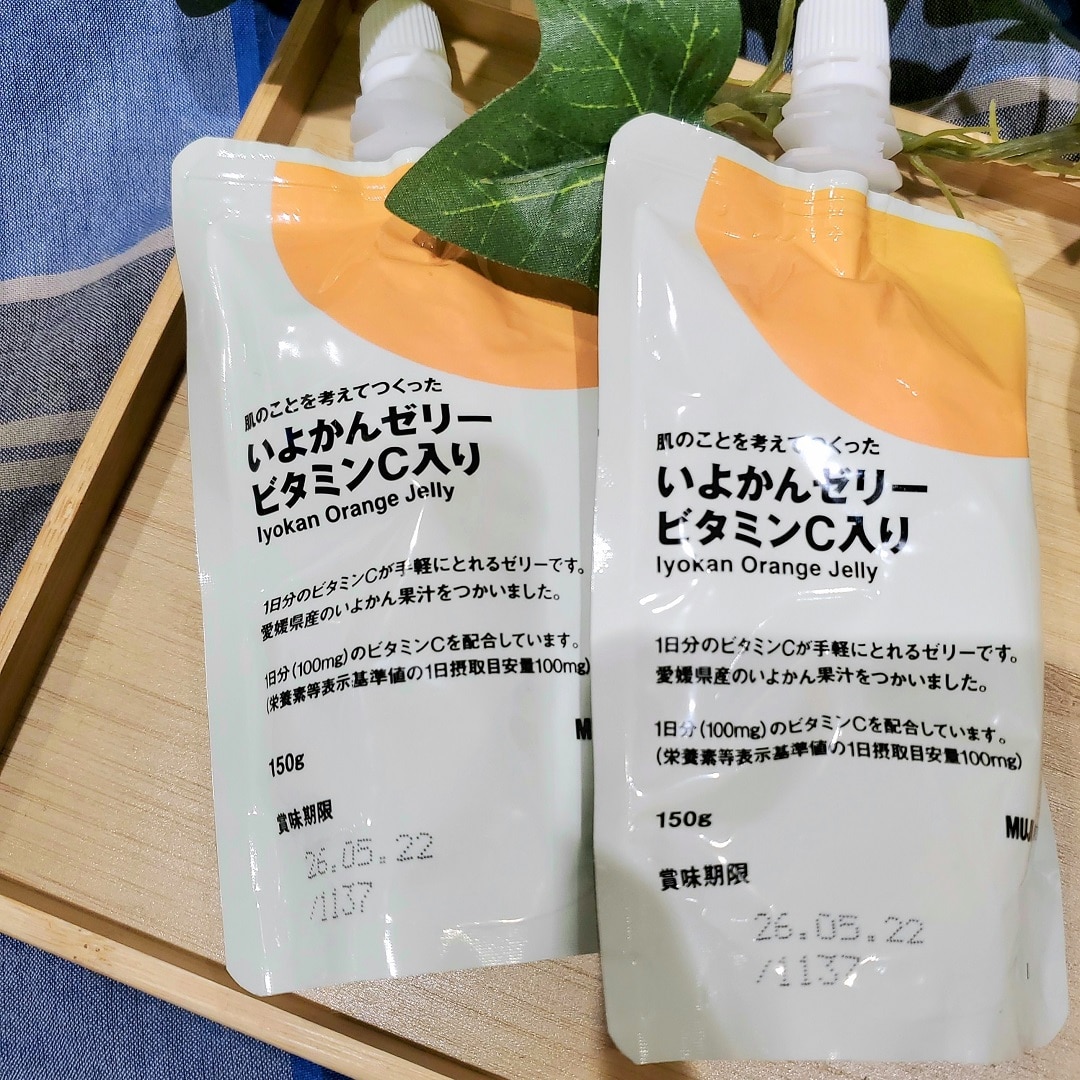 肌のことを考えてつくった
いよかんゼリー
ビタミンC入り
Iyokan Orange Jelly
1日分のビタミンCが手軽にとれるゼリーです。
愛媛県産のいよかん果汁をつかいました。
1日分(100mg)のビタミンCを配合しています。
(栄養素等表示基準値の1日摂取目安量100mg)
150g
賞味期限
26.05.22
/1137
肌のことを考えてつくった
いよかんゼリー
ビタミンC入り
Iyokan Orange Jelly
1日分のビタミンCが手軽にとれるゼリーです。
愛媛県産のいよかん果汁をつかいました。
1日分(100mg)のビタミンCを配合しています。
(栄養素等表示基準値の1日摂取目安量100mg)
150g
MUJI
賞味期限
26.05.22
/1137